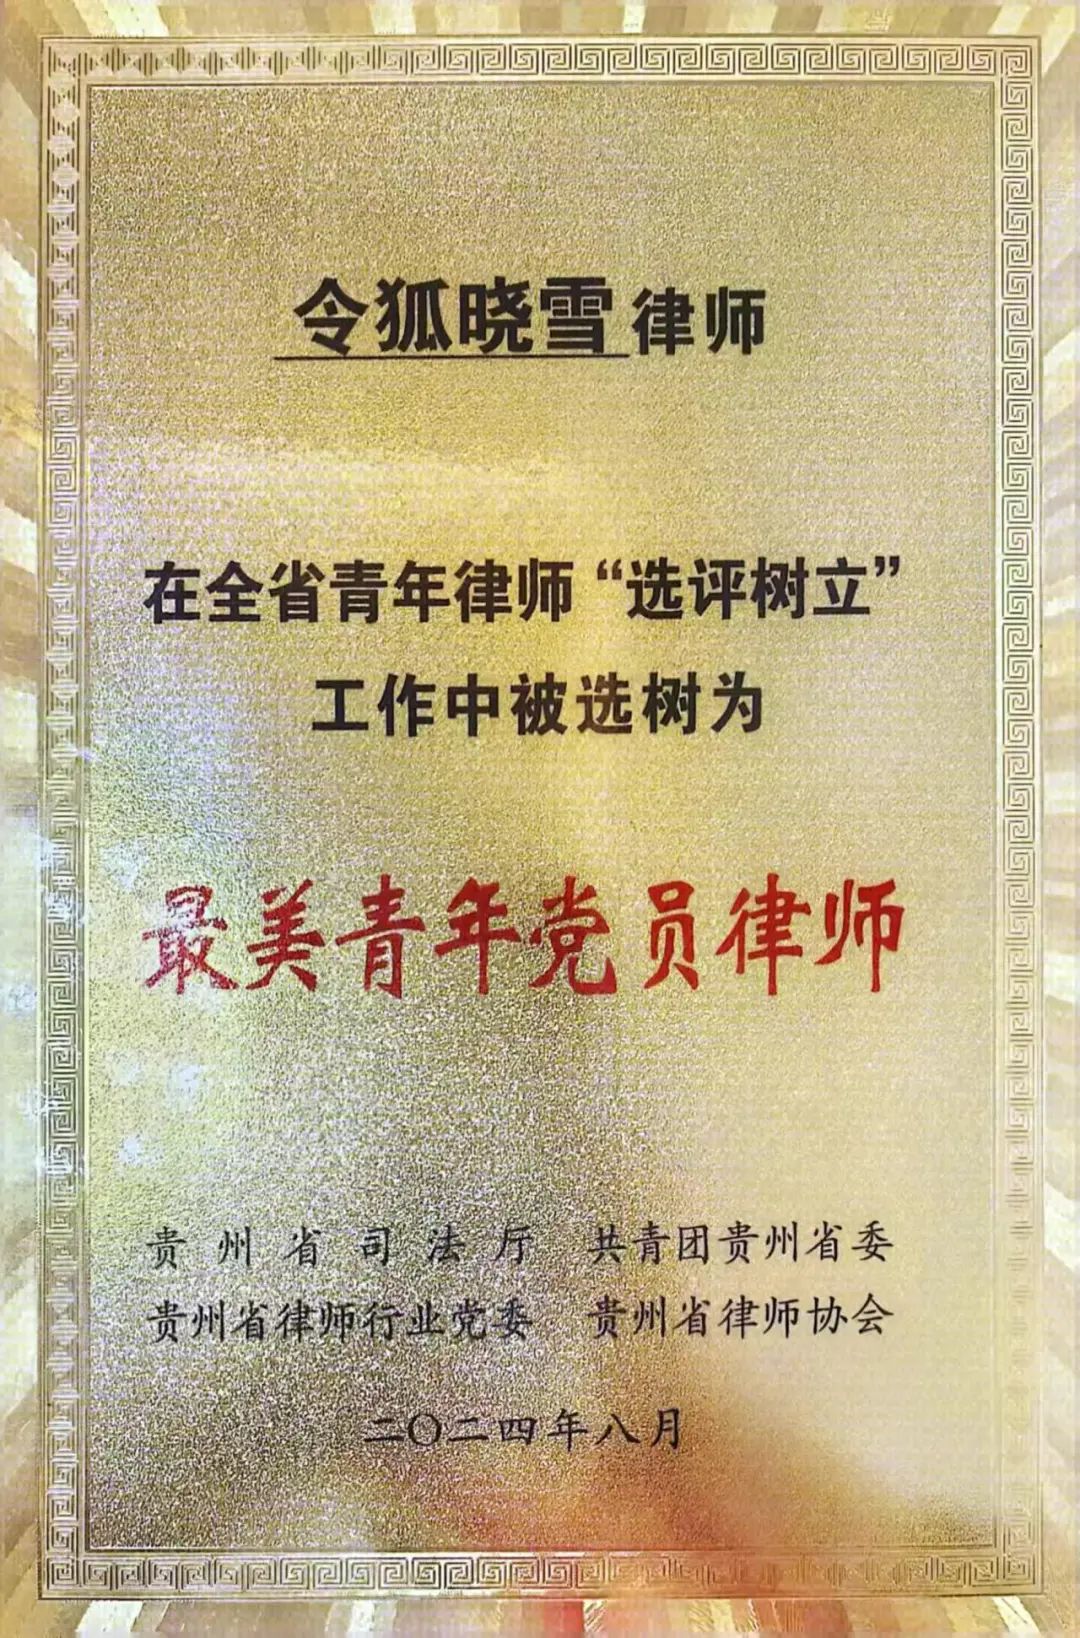 令狐晓雪律师
在全省青年律师“选评树立”
工作中被选树为
最美青年党员律师
贵州省司法厅 共青团贵州省委
贵州省律师行业党委 贵州省律师协会
二〇二四年八月